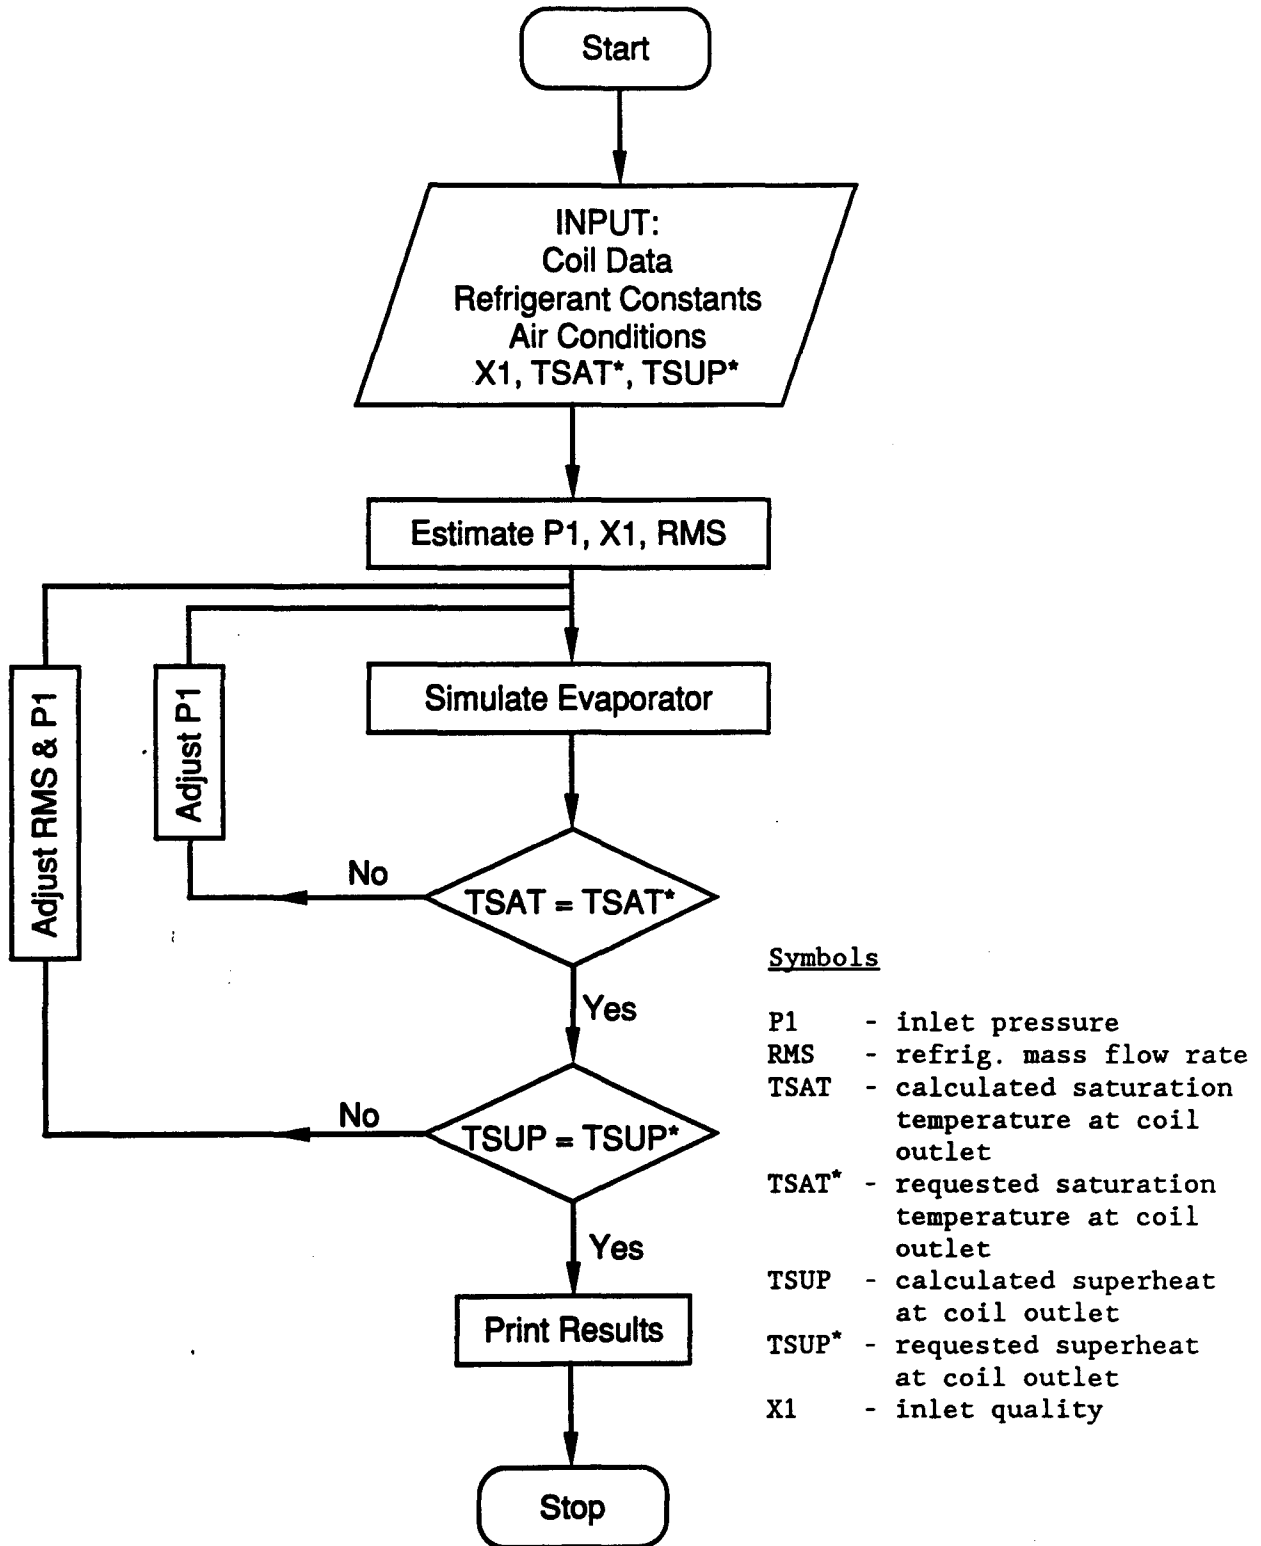 Start
INPUT:
Coil Data
Refrigerant Constants
Air Conditions
X1, TSAT*, TSUP*
Estimate P1, X1, RMS
Simulate Evaporator
Adjust RMS & P1
Adjust P1
No
TSAT = TSAT*
Yes
No
TSUP = TSUP*
Yes
Print Results
Stop
Symbols
P1 - inlet pressure
RMS - refrig. mass flow rate
TSAT - calculated saturation
temperature at coil
outlet
TSAT* - requested saturation
temperature at coil
outlet
TSUP - calculated superheat
at coil outlet
TSUP* - requested superheat
at coil outlet
X1 - inlet quality